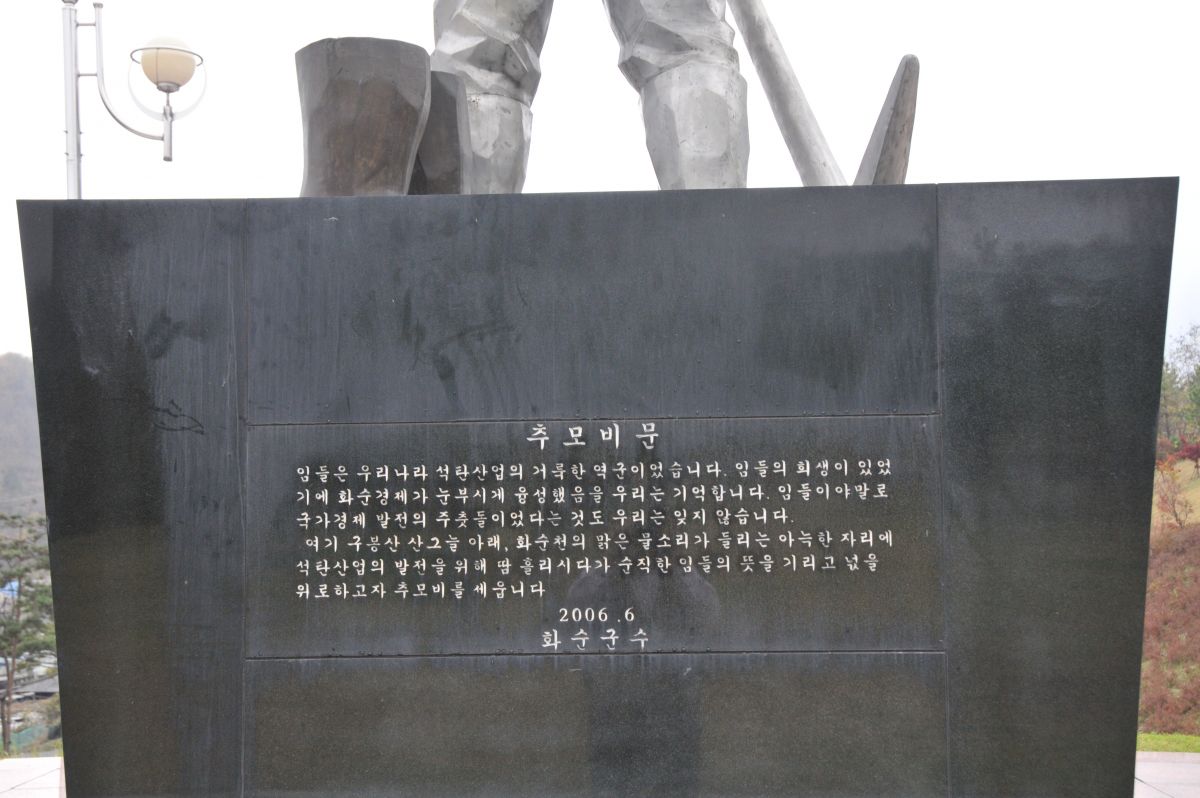 추모비문
임들은 우리나라 석탄산업의 거룩한 역군이었습니다. 임들의 희생이 있었
기에 화순경제가 눈부시게 융성했음을 우리는 기억합니다. 임들이야말로
국가경제 발전의 주춧돌이었다는 것도 우리는 잊지 않습니다.
여기 구봉산 산그늘 아래, 화순천의 맑은 물소리가 들리는 아늑한 자리에
석탄산업의 발전을 위해 땀 흘리시다가 순직한 임들의 뜻을 기리고 넋을
위로하고자 추모비를 세웁니다
2006 .6
화순군수